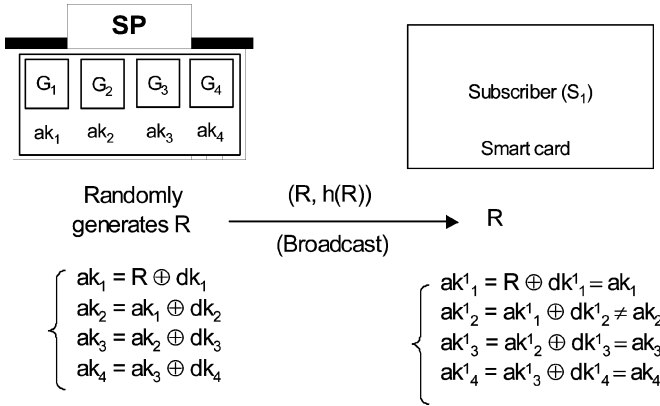 SP
G₁ G₂ G₃ G₄
ak₁ ak₂ ak₃ ak₄
Subscriber (S₁)
Smart card
Randomly
generates R
(R, h(R))
(Broadcast)
R
ak₁ = R ⊕ dk₁
ak₂ = ak₁ ⊕ dk₂
ak₃ = ak₂ ⊕ dk₃
ak₄ = ak₃ ⊕ dk₄
ak¹₁ = R ⊕ dk¹₁ = ak₁
ak¹₂ = ak¹₁ ⊕ dk¹₂ ≠ ak₂
ak¹₃ = ak¹₂ ⊕ dk¹₃ = ak₃
ak¹₄ = ak¹₃ ⊕ dk¹₄ = ak₄